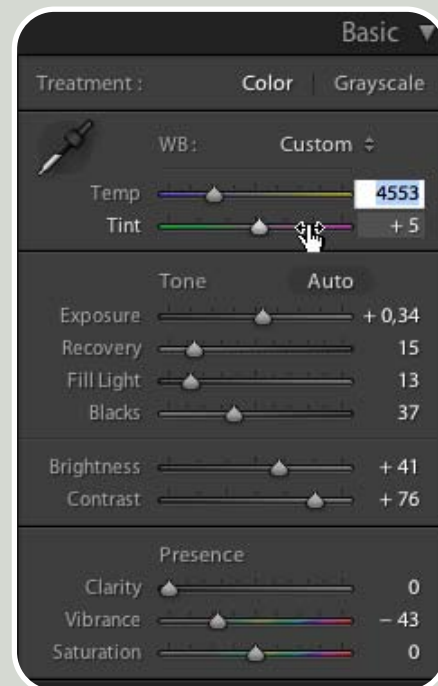 Basic ▼
Treatment : Color | Grayscale
WB: Custom
Temp 4553
Tint + 5
Tone Auto
Exposure + 0,34
Recovery 15
Fill Light 13
Blacks 37
Brightness + 41
Contrast + 76
Presence
Clarity 0
Vibrance – 43
Saturation 0